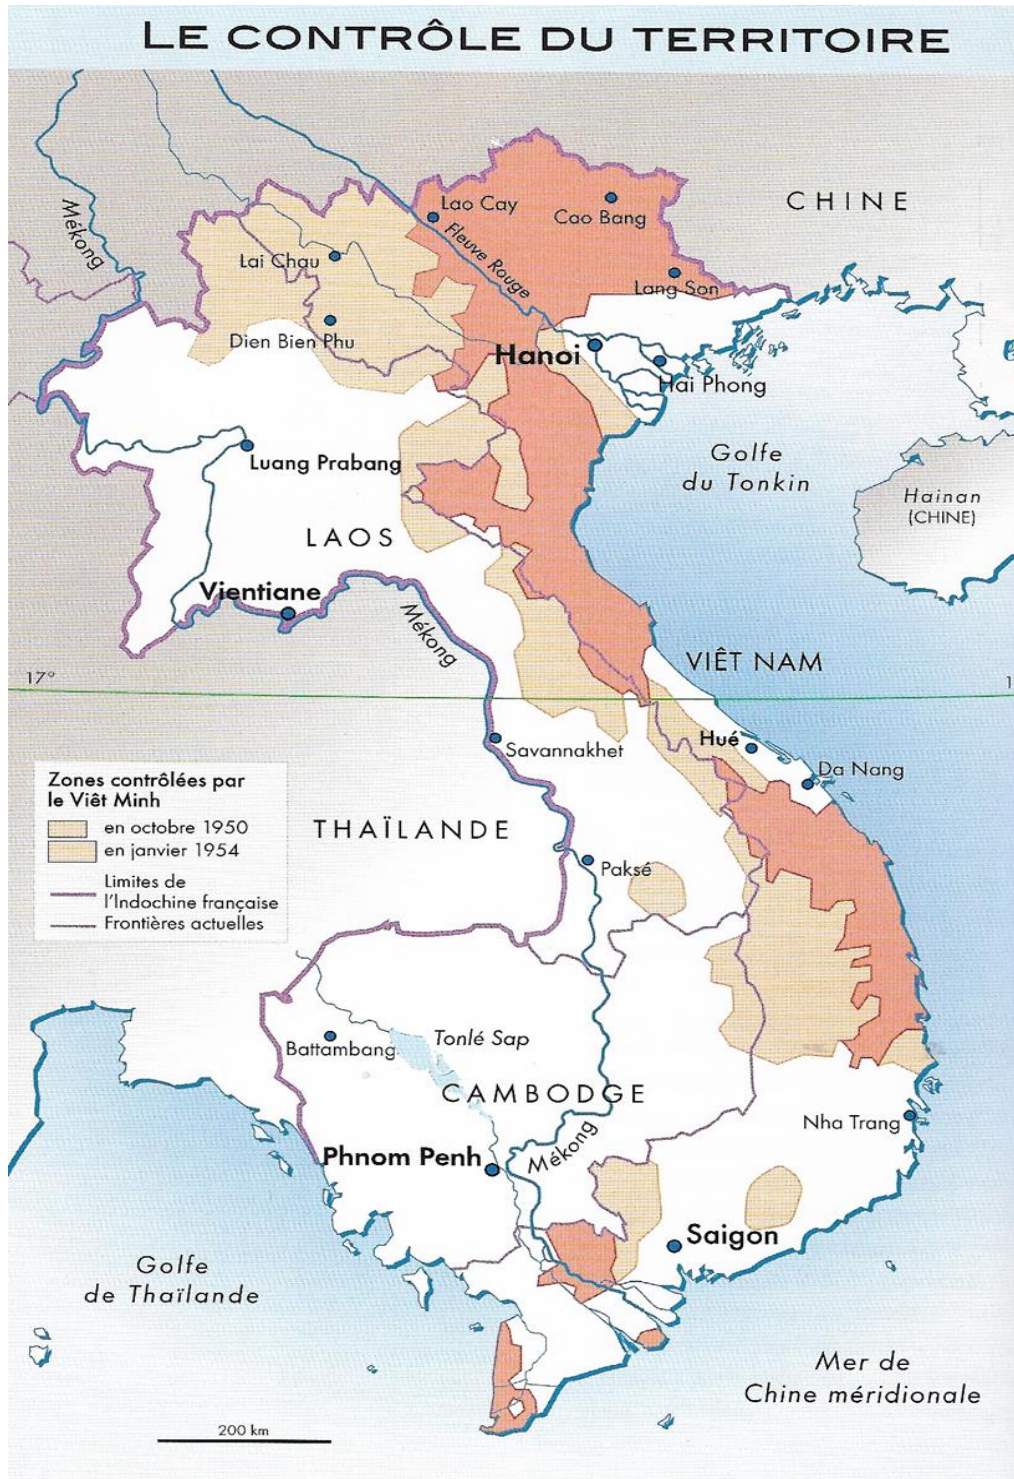 LE CONTRÔLE DU TERRITOIRE
CHINE
Mékong
Lao Cay
Cao Bang
Fleuve Rouge
Lai Chau
Lang Son
Dien Bien Phu
Hanoi
Hai Phong
Luang Prabang
Golfe
du Tonkin
Hainan
(CHINE)
LAOS
Vientiane
Mékong
VIÊT NAM
17°
1
Savannakhet
Hué
Da Nang
Zones contrôlées par
le Viêt Minh
en octobre 1950
en janvier 1954
Limites de
l'Indochine française
Frontières actuelles
THAÏLANDE
Paksé
Battambang
Tonlé Sap
CAMBODGE
Nha Trang
Phnom Penh
Mékong
Saigon
Golfe
de Thaïlande
Mer de
Chine méridionale
200 km